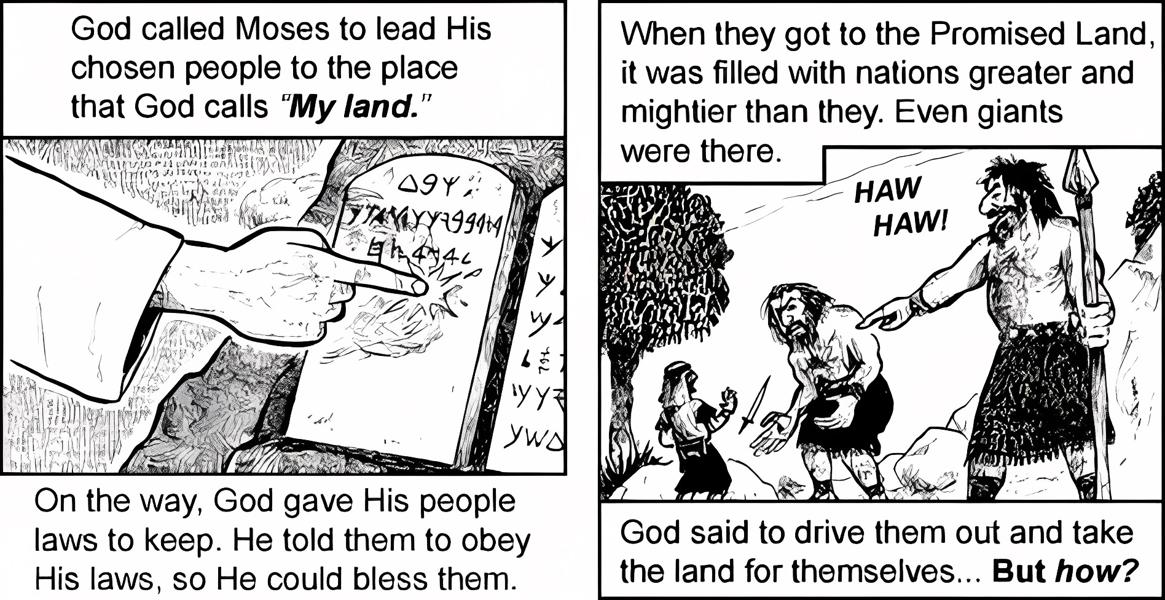 God called Moses to lead His
chosen people to the place
that God calls "My land."
On the way, God gave His people
laws to keep. He told them to obey
His laws, so He could bless them.
When they got to the Promised Land,
it was filled with nations greater and
mightier than they. Even giants
were there.
HAW
HAW!
God said to drive them out and take
the land for themselves... But how?